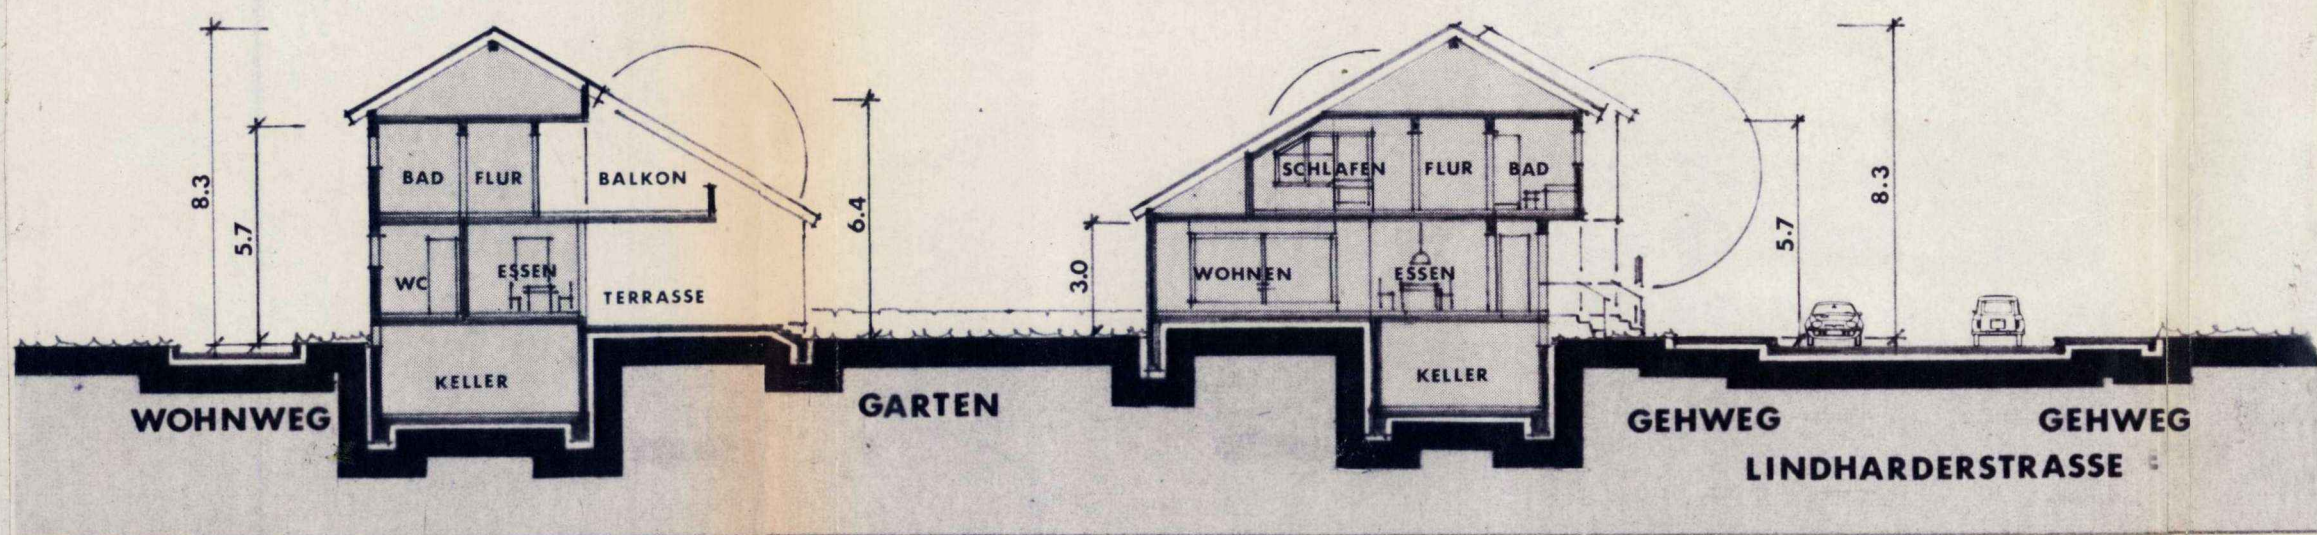 8.3
5.7
BAD
FLUR
BALKON
WC
ESSEN
TERRASSE
KELLER
WOHNWEG
6.4
GARTEN
3.0
SCHLAFEN
FLUR
BAD
WOHNEN
ESSEN
KELLER
5.7
8.3
GEHWEG
GEHWEG
LINDHARDERSTRASSE